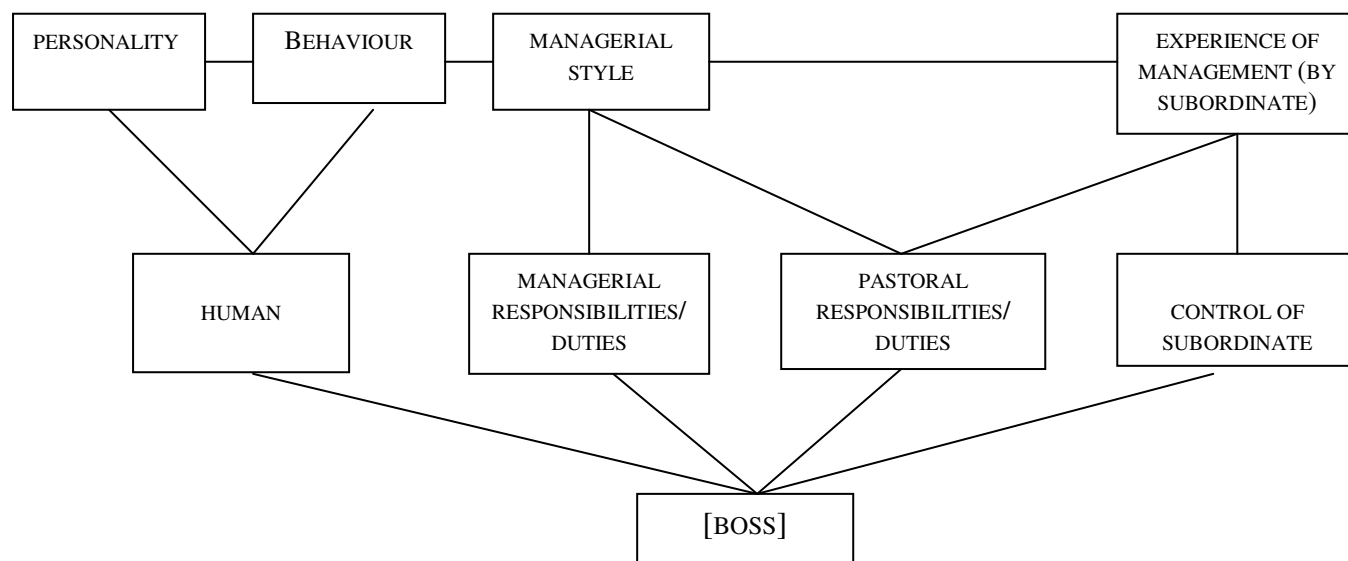 PERSONALITY
BEHAVIOUR
MANAGERIAL
STYLE
EXPERIENCE OF
MANAGEMENT (BY
SUBORDINATE)
HUMAN
MANAGERIAL
RESPONSIBILITIES/
DUTIES
PASTORAL
RESPONSIBILITIES/
DUTIES
CONTROL OF
SUBORDINATE
[BOSS]